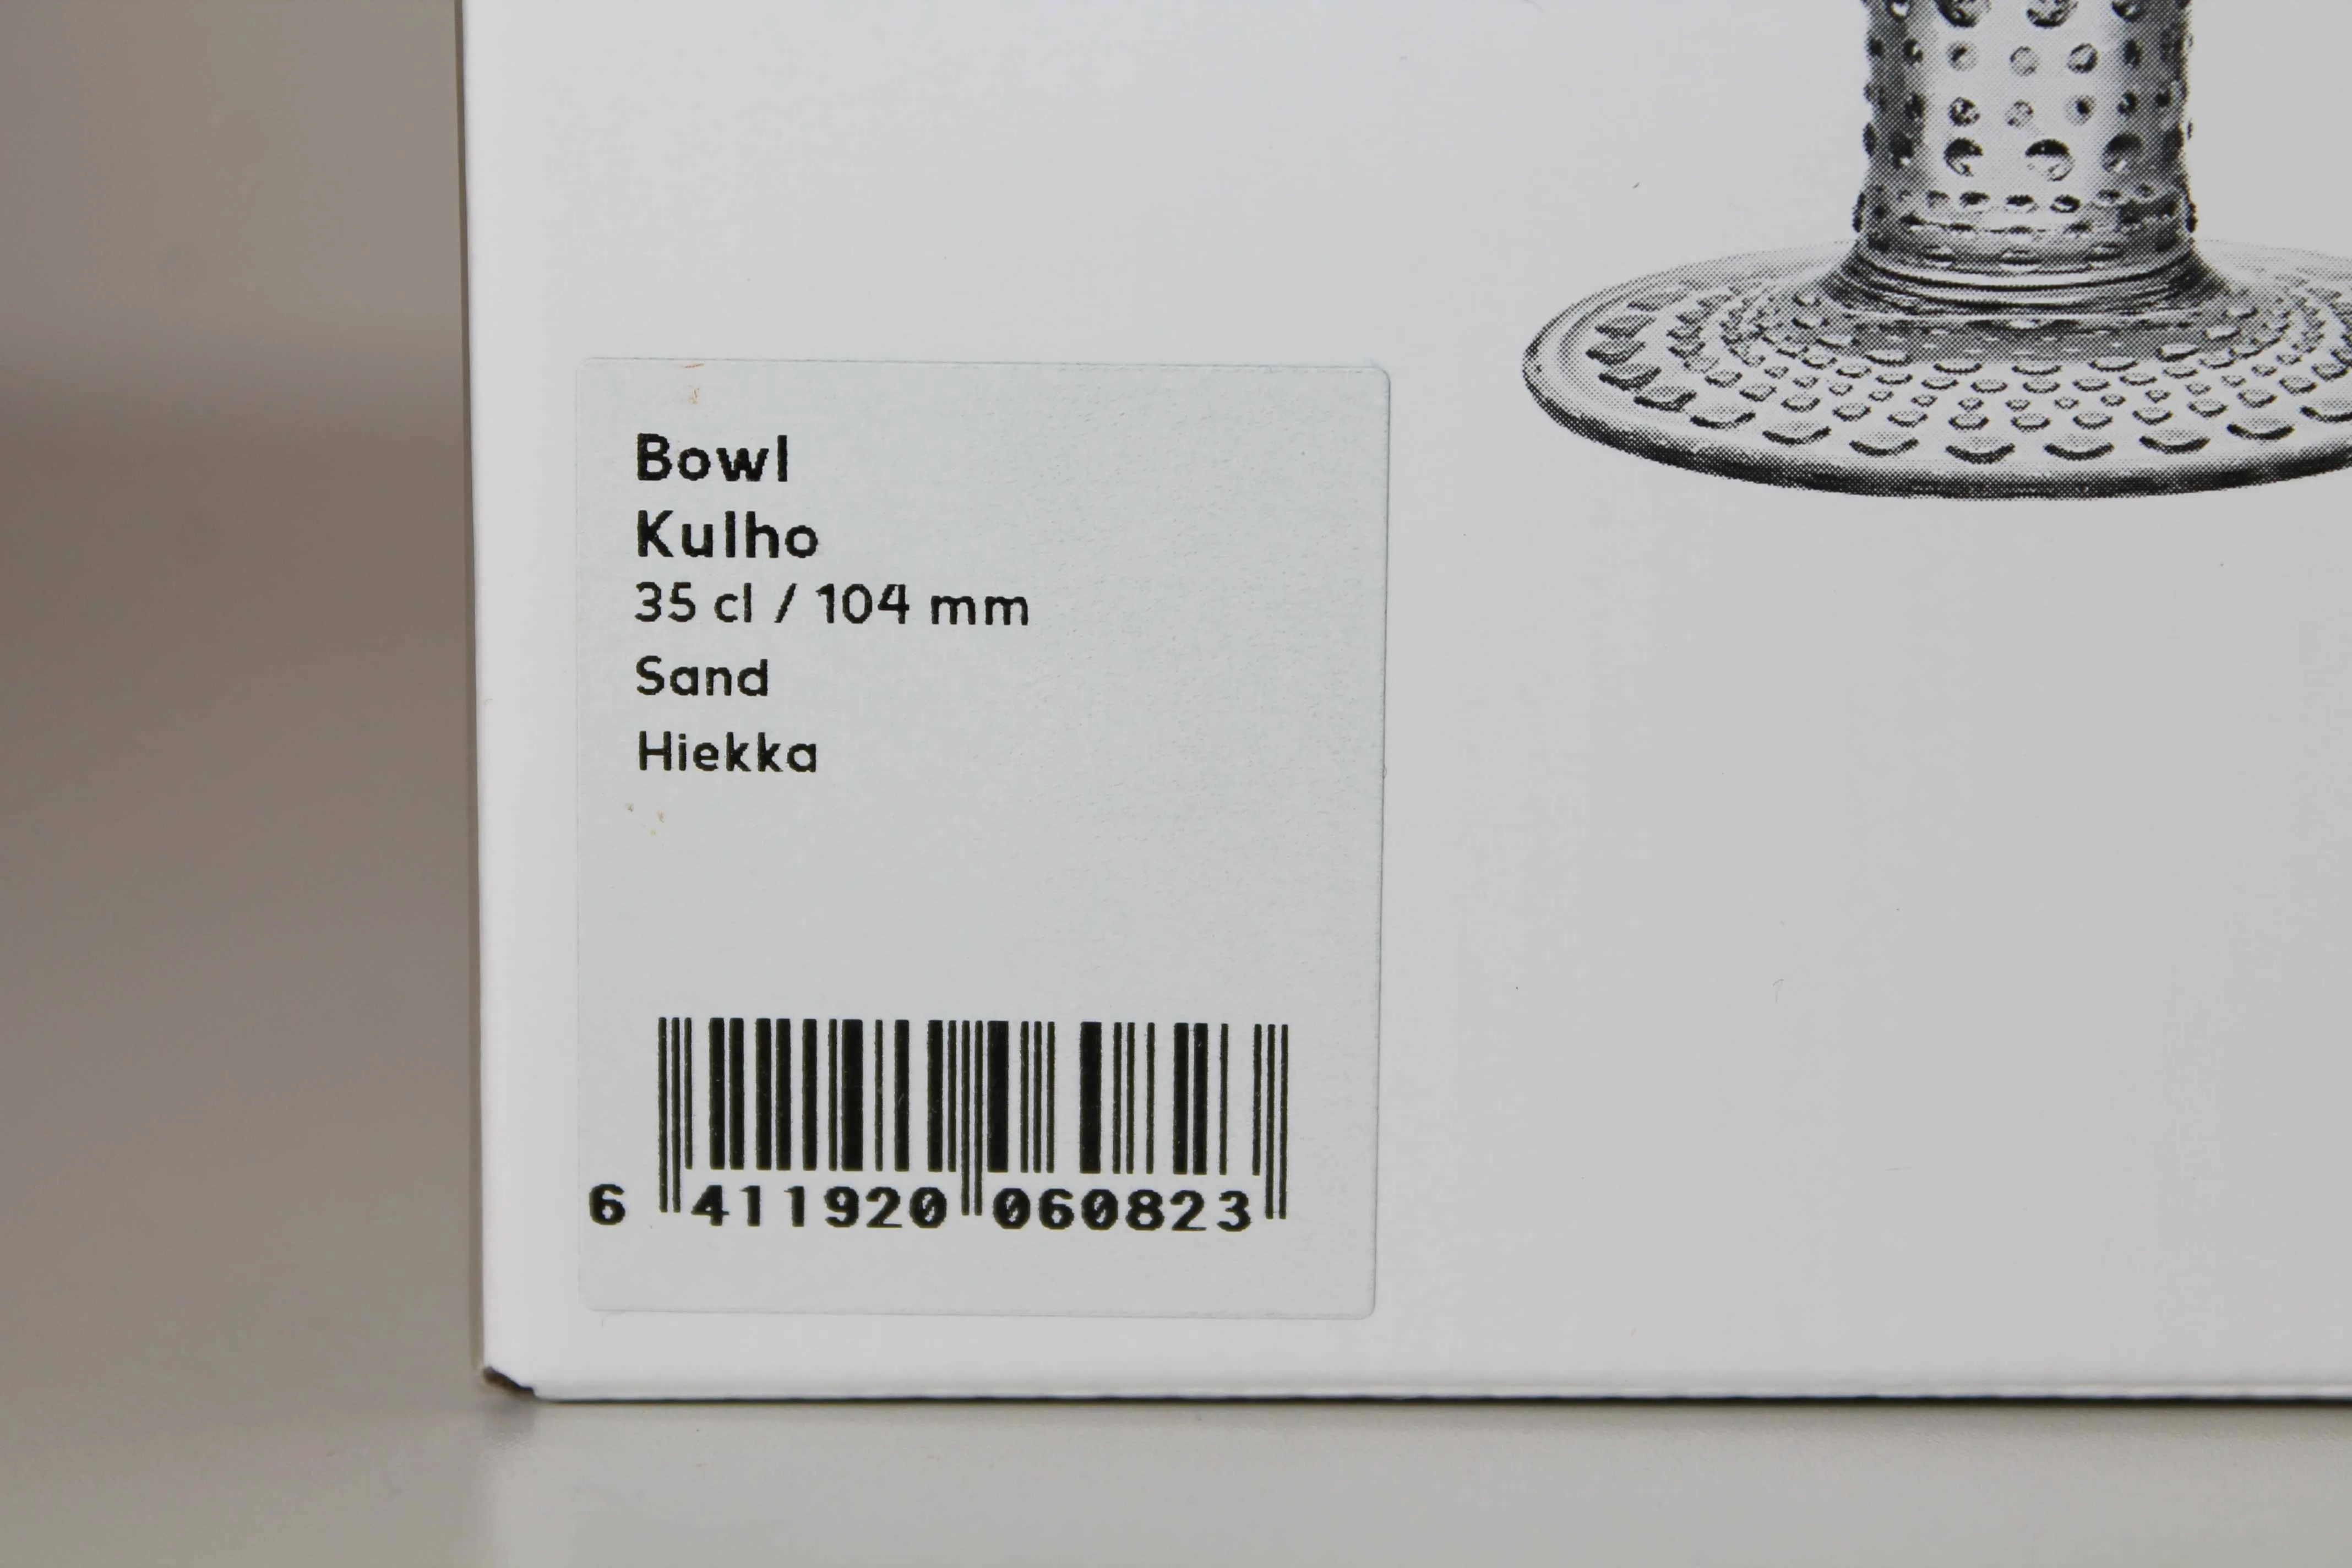 Bowl
Kulho
35 cl / 104 mm
Sand
Hiekka
6 411920 060823